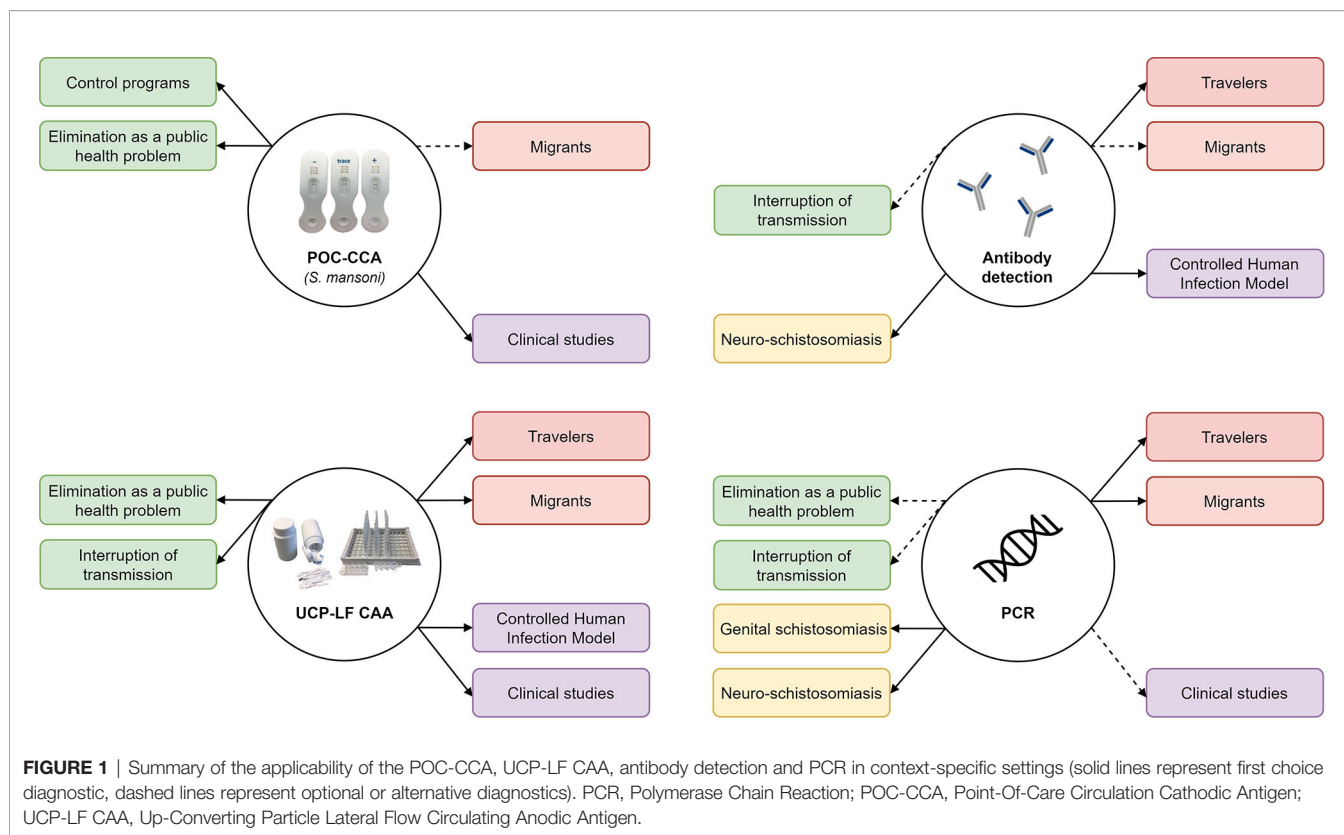 Control programs
Elimination as a public
health problem
-
trace
+
POC-CCA
(S. mansoni)
Migrants
Clinical studies
Travelers
Migrants
Interruption of
transmission
Antibody
detection
Controlled Human
Infection Model
Neuro-schistosomiasis
Travelers
Elimination as a public
health problem
Migrants
Interruption of
transmission
UCP-LF CAA
Controlled Human
Infection Model
Clinical studies
Travelers
Elimination as a public
health problem
Migrants
Interruption of
transmission
Genital schistosomiasis
PCR
Neuro-schistosomiasis
Clinical studies
FIGURE 1 | Summary of the applicability of the POC-CCA, UCP-LF CAA, antibody detection and PCR in context-specific settings (solid lines represent first choice
diagnostic, dashed lines represent optional or alternative diagnostics). PCR, Polymerase Chain Reaction; POC-CCA, Point-Of-Care Circulation Cathodic Antigen;
UCP-LF CAA, Up-Converting Particle Lateral Flow Circulating Anodic Antigen.